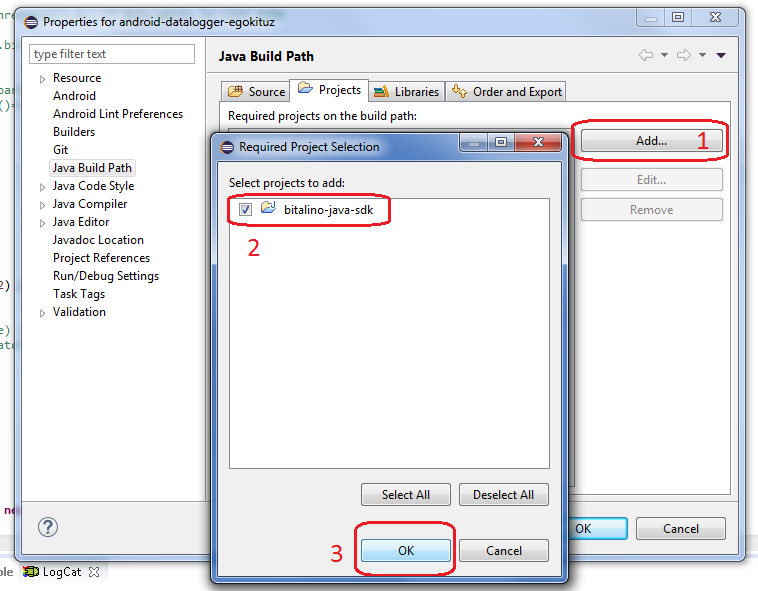 Properties for android-datalogger-egokituz
type filter text
Resource
Android
Android Lint Preferences
Builders
Git
Java Build Path
Java Code Style
Java Compiler
Java Editor
Javadoc Location
Project References
Run/Debug Settings
Task Tags
Validation
Java Build Path
Source Projects Libraries Order and Export
Required projects on the build path:
Add... 1
Edit...
Remove
Required Project Selection
Select projects to add:
bitalino-java-sdk
2
Select All Deselect All
3 OK Cancel
OK Cancel
?
LogCat